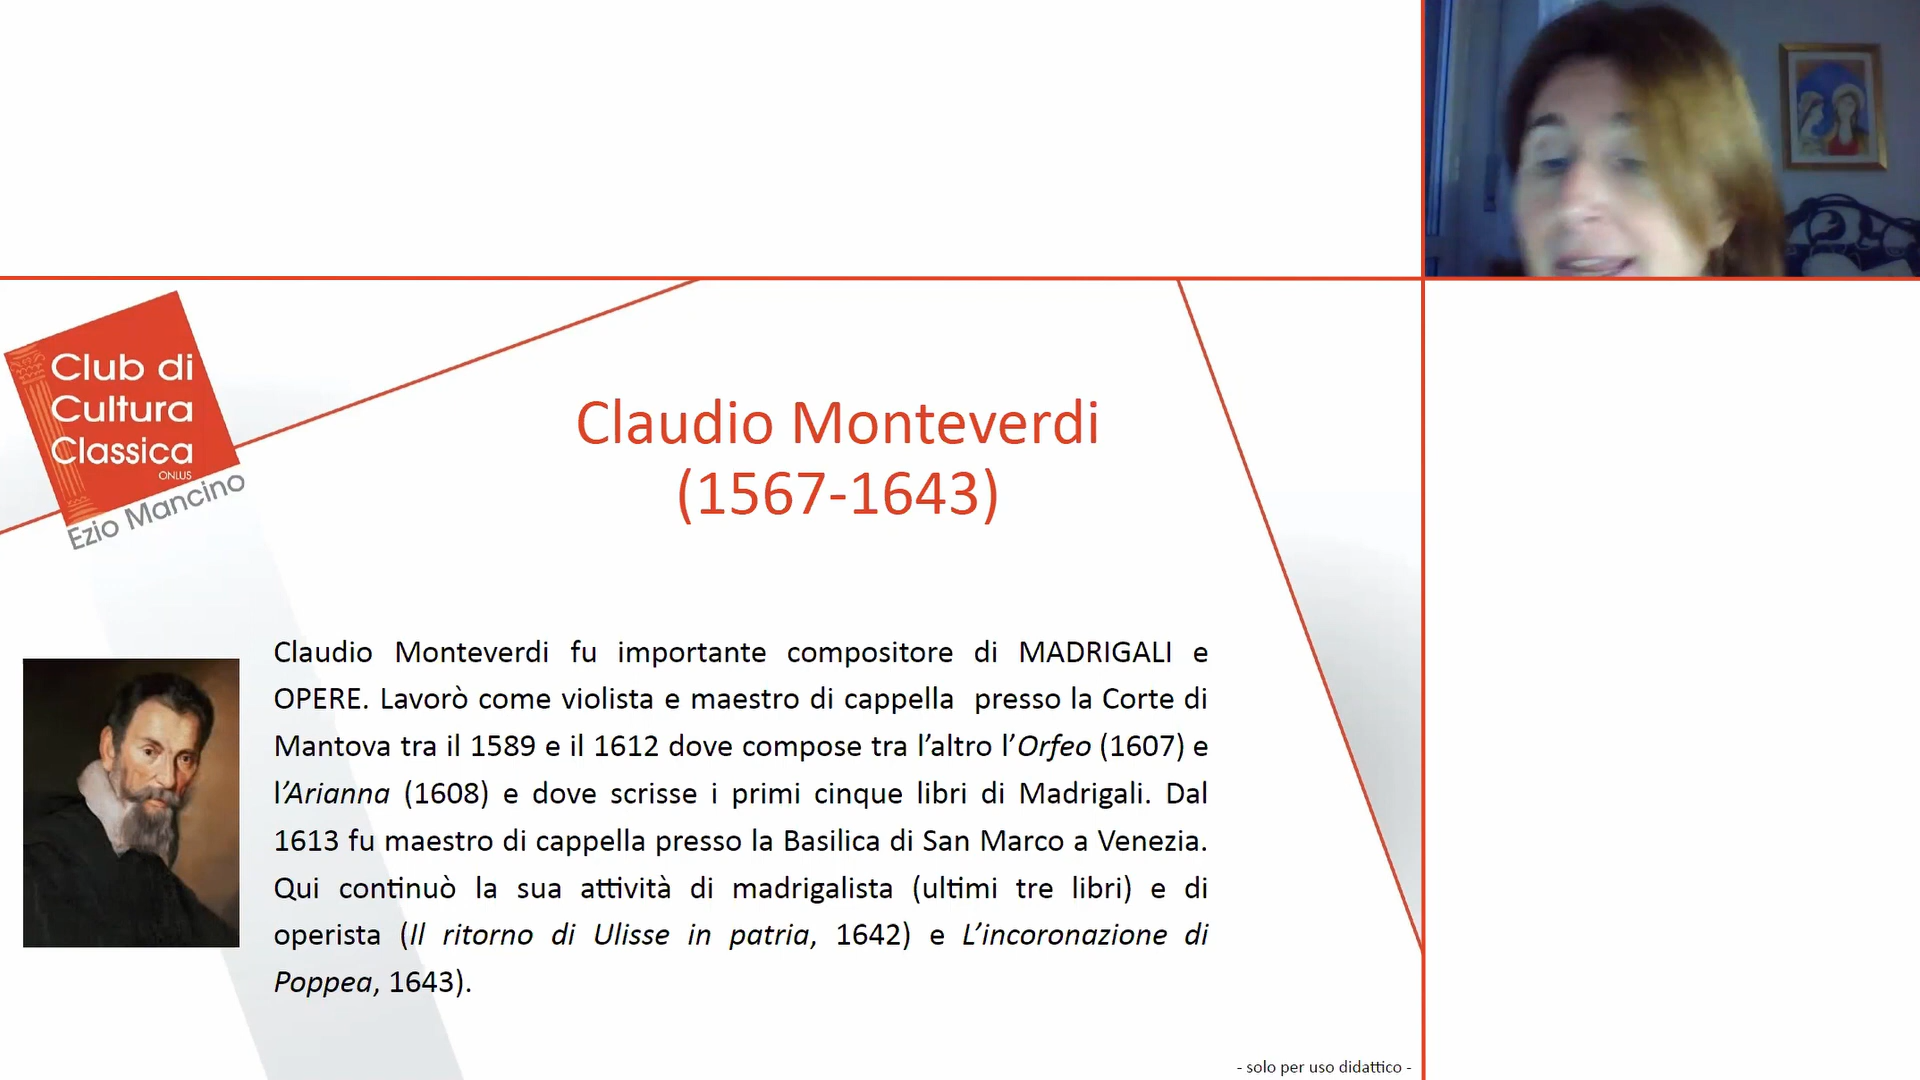 Club di
Cultura
Classica
ONLUS
Ezio Mancino
Claudio Monteverdi
(1567-1643)
Claudio Monteverdi fu importante compositore di MADRIGALI e
OPERE. Lavorò come violista e maestro di cappella presso la Corte di
Mantova tra il 1589 e il 1612 dove compose tra l’altro l’Orfeo (1607) e
l’Arianna (1608) e dove scrisse i primi cinque libri di Madrigali. Dal
1613 fu maestro di cappella presso la Basilica di San Marco a Venezia.
Qui continuò la sua attività di madrigalista (ultimi tre libri) e di
operista (Il ritorno di Ulisse in patria, 1642) e L’incoronazione di
Poppea, 1643).
- solo per uso didattico -